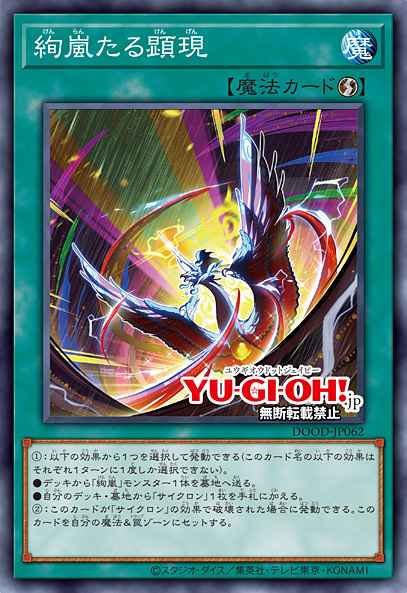 絢嵐たる顕現
魔
【魔法カード】
ユウギオウドットジェイピー
YU-GI-OH!.jp
無断転載禁止
DOOD-JP062
①:以下の効果から1つを選択して発動できる(このカード名の以下の効果は
それぞれ1ターンに1度しか選択できない)。
●デッキから「絢嵐」モンスター1体を墓地へ送る。
●自分のデッキ・墓地から「サイクロン」1枚を手札に加える。
②:このカードが「サイクロン」の効果で破壊された場合に発動できる。この
カードを自分の魔法&罠ゾーンにセットする。
©スタジオ・ダイス/集英社・テレビ東京・KONAMI